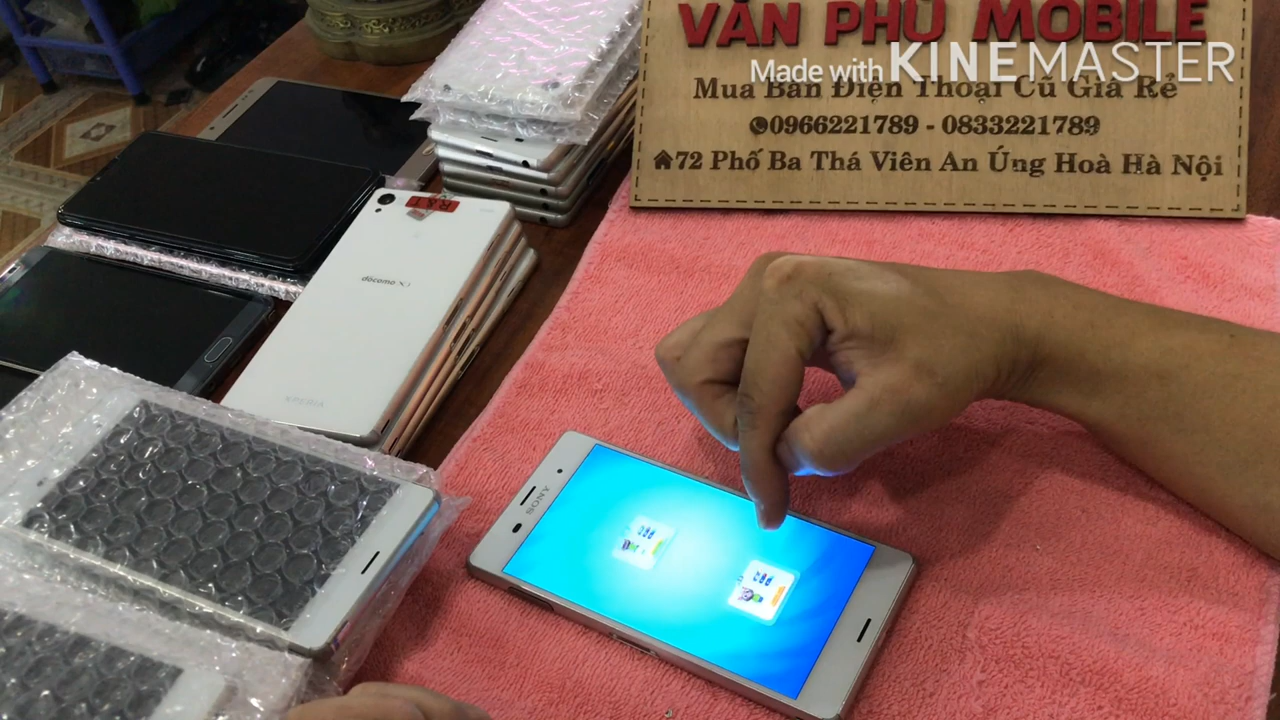 VĂN PHÚ MOBILE
Made with KINEMASTER
Mua Bán Điện Thoại Cũ Giá Rẻ
0966221789 - 0833221789
72 Phố Ba Thá Viên An Ứng Hoà Hà Nội
R&T
docomo Xi
XPERIA
SONY